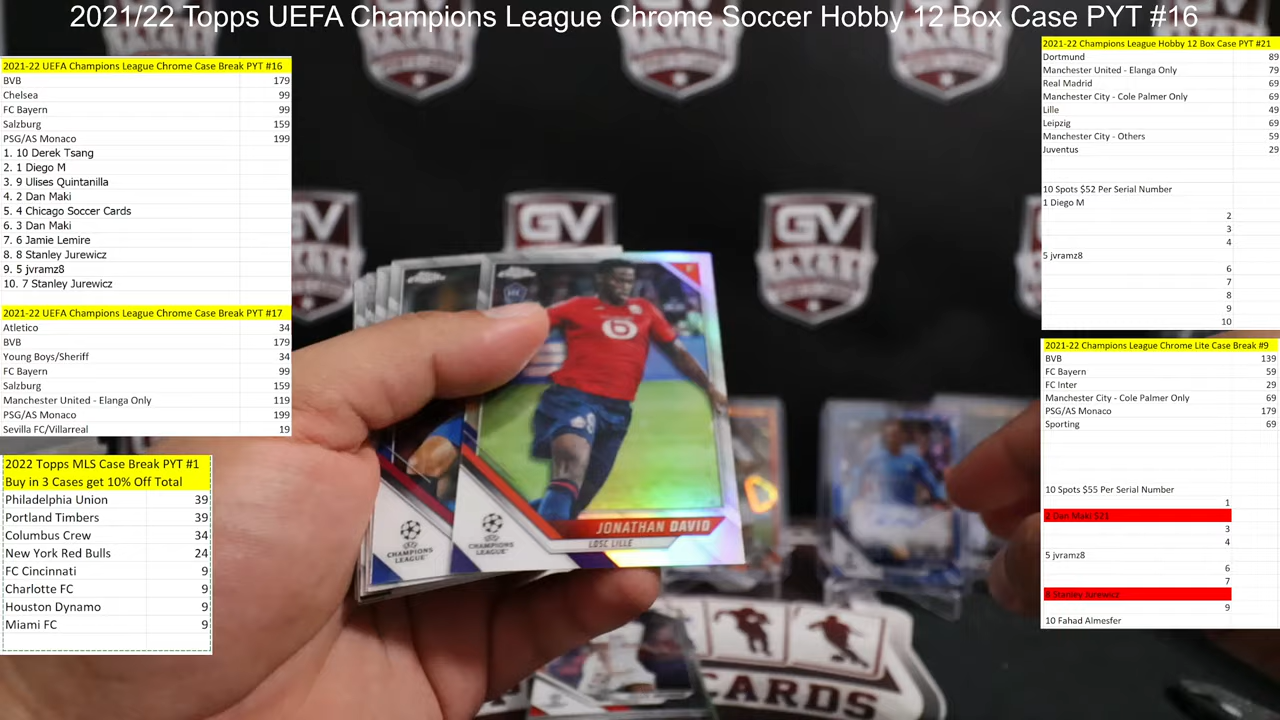 2021/22 Topps UEFA Champions League Chrome Soccer Hobby 12 Box Case PYT #16
2021-22 UEFA Champions League Chrome Case Break PYT #16
BVB 179
Chelsea 99
FC Bayern 99
Salzburg 159
PSG/AS Monaco 199
1. 10 Derek Tsang
2. 1 Diego M
3. 9 Ulises Quintanilla
4. 2 Dan Maki
5. 4 Chicago Soccer Cards
6. 3 Dan Maki
7. 6 Jamie Lemire
8. 8 Stanley Jurewicz
9. 5 jvramz8
10. 7 Stanley Jurewicz
2021-22 UEFA Champions League Chrome Case Break PYT #17
Atletico 34
BVB 179
Young Boys/Sheriff 34
FC Bayern 99
Salzburg 159
Manchester United - Elanga Only 119
PSG/AS Monaco 199
Sevilla FC/Villarreal 19
2022 Topps MLS Case Break PYT #1
Buy in 3 Cases get 10% Off Total
Philadelphia Union 39
Portland Timbers 39
Columbus Crew 34
New York Red Bulls 24
FC Cincinnati 9
Charlotte FC 9
Houston Dynamo 9
Miami FC 9
2021-22 Champions League Hobby 12 Box Case PYT #21
Dortmund 89
Manchester United - Elanga Only 79
Real Madrid 69
Manchester City - Cole Palmer Only 69
Lille 49
Leipzig 69
Manchester City - Others 59
Juventus 29
10 Spots $52 Per Serial Number
1 Diego M
2
3
4
5 jvramz8
6
7
8
9
10
2021-22 Champions League Chrome Lite Case Break #9
BVB 139
FC Bayern 59
FC Inter 29
Manchester City - Cole Palmer Only 69
PSG/AS Monaco 179
Sporting 69
10 Spots $55 Per Serial Number
1
2 Dan Maki 521
3
4
5 jvramz8
6
7
8 Stanley Jurewicz
9
10 Fahad Almesfer
GV
GV
JONATHAN DAVID
LOSC LILLE
CHAMPIONS
LEAGUE
CHAMPIONS
LEAGUE
CARDS